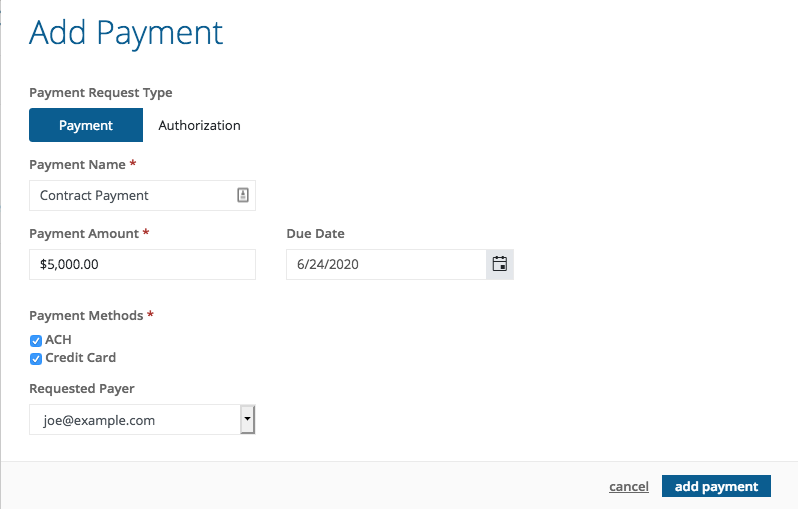 Add Payment
Payment Request Type
Payment Authorization
Payment Name *
Contract Payment
Payment Amount * Due Date
$5,000.00 6/24/2020
Payment Methods *
ACH
Credit Card
Requested Payer
joe@example.com
cancel add payment